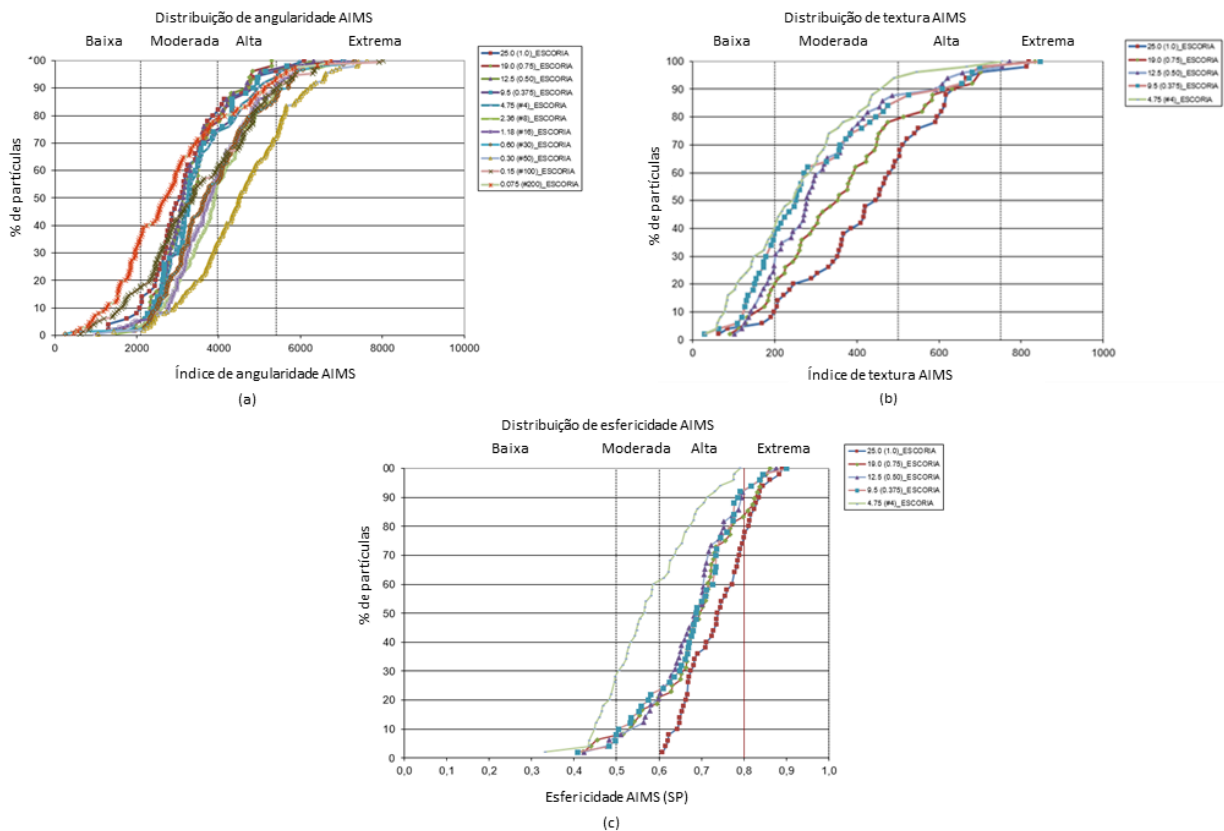 Distribuição de angularidade AIMS
Baixa Moderada Alta Extrema
% de partículas
100
90
80
70
60
50
40
30
20
10
0
0 2000 4000 6000 8000 10000
Índice de angularidade AIMS
(a)
25.0 (1.0)_ESCORIA
19.0 (0.75)_ESCORIA
12.5 (0.50)_ESCORIA
9.5 (0.375)_ESCORIA
4.75 (#4)_ESCORIA
2.36 (#8)_ESCORIA
1.18 (#16)_ESCORIA
0.60 (#30)_ESCORIA
0.30 (#50)_ESCORIA
0.15 (#100)_ESCORIA
0.075 (#200)_ESCORIA
Distribuição de textura AIMS
Baixa Moderada Alta Extrema
% de partículas
100
90
80
70
60
50
40
30
20
10
0
0 200 400 600 800 1000
Índice de textura AIMS
(b)
25.0 (1.0)_ESCORIA
19.0 (0.75)_ESCORIA
12.5 (0.50)_ESCORIA
9.5 (0.375)_ESCORIA
4.75 (#4)_ESCORIA
Distribuição de esfericidade AIMS
Baixa Moderada Alta Extrema
% de partículas
00
90
80
70
60
50
40
30
20
10
0
0,0 0,1 0,2 0,3 0,4 0,5 0,6 0,7 0,8 0,9 1,0
Esfericidade AIMS (SP)
(c)
25.0 (1.0)_ESCORIA
19.0 (0.75)_ESCORIA
12.5 (0.50)_ESCORIA
9.5 (0.375)_ESCORIA
4.75 (#4)_ESCORIA